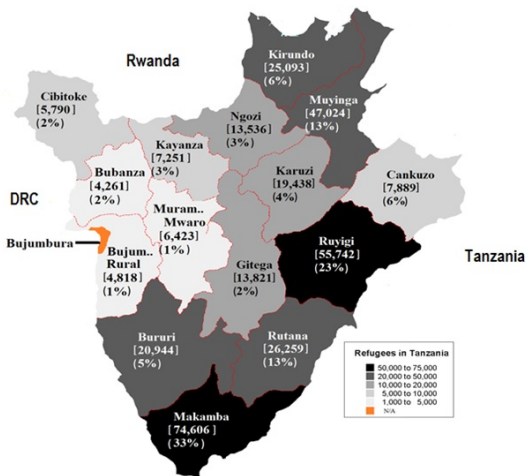 Rwanda
Kirundo
[25,093]
(6%)
Cibitoke
[5,790]
(2%)
Ngozi
[13,536]
(3%)
Muyinga
[47,024]
(13%)
Kayanza
[7,251]
(3%)
Bubanza
[4,261]
(2%)
Karuzi
[19,438]
(4%)
Cankuzo
[7,889]
(6%)
DRC
Muram..
Mwaro
[6,423]
(1%)
Bujumbura
Bujum..
Rural
[4,818]
(1%)
Ruyigi
[55,742]
(23%)
Tanzania
Gitega
[13,821]
(2%)
Bururi
[20,944]
(5%)
Rutana
[26,259]
(13%)
Makamba
[74,606]
(33%)
Refugees in Tanzania
50,000 to 75,000
20,000 to 50,000
10,000 to 20,000
5,000 to 10,000
1,000 to 5,000
N/A